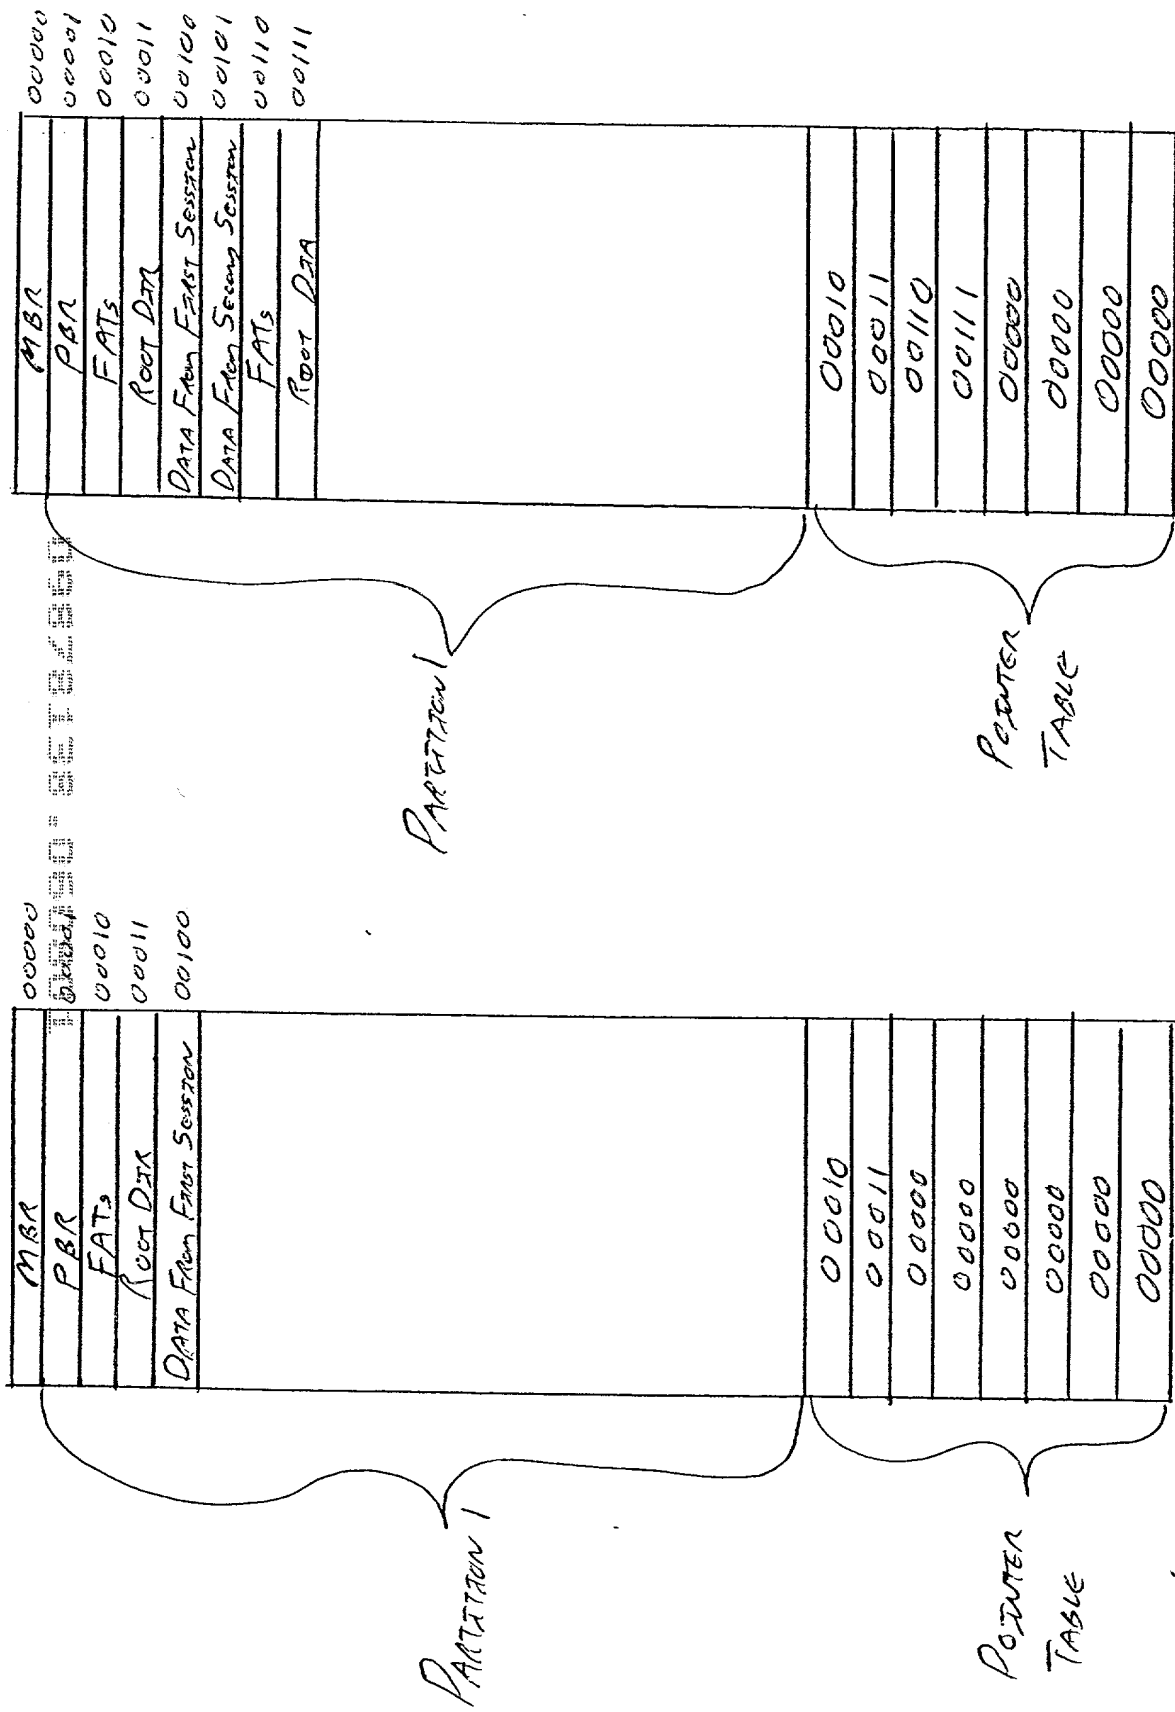 MBR 00000
PBR
FATs 00010
ROOT DIR 00011
DATA FROM FIRST SESSION 00100
PARTITION 1
00010
00011
00000
00000
00000
00000
00000
00000
POINTER
TABLE
MBR 00000
PBR 00001
FATs 00010
ROOT DIR 00011
DATA FROM FIRST SESSION 00100
DATA FROM SECOND SESSION 00101
FATs 00110
ROOT DIR 00111
PARTITION 1
00010
00011
00110
00111
00000
00000
00000
00000
POINTER
TABLE